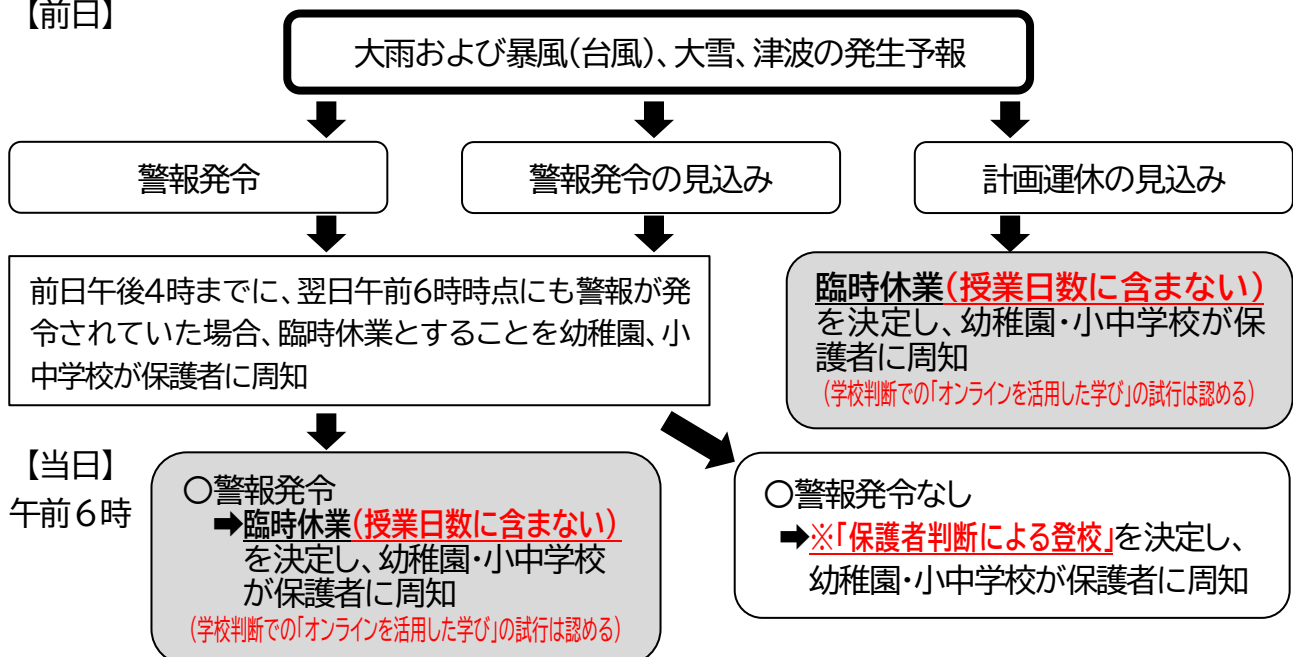 【前日】
大雨および暴風(台風)、大雪、津波の発生予報
警報発令
警報発令の見込み
計画運休の見込み
前日午後4時までに、翌日午前6時時点にも警報が発
令されていた場合、臨時休業とすることを幼稚園、小
中学校が保護者に周知
臨時休業(授業日数に含まない)
を決定し、幼稚園・小中学校が保
護者に周知
(学校判断での「オンラインを活用した学び」の試行は認める)
【当日】
午前6時
〇警報発令
➡臨時休業(授業日数に含まない)
を決定し、幼稚園・小中学校
が保護者に周知
(学校判断での「オンラインを活用した学び」の試行は認める)
〇警報発令なし
➡※「保護者判断による登校」を決定し、
幼稚園・小中学校が保護者に周知